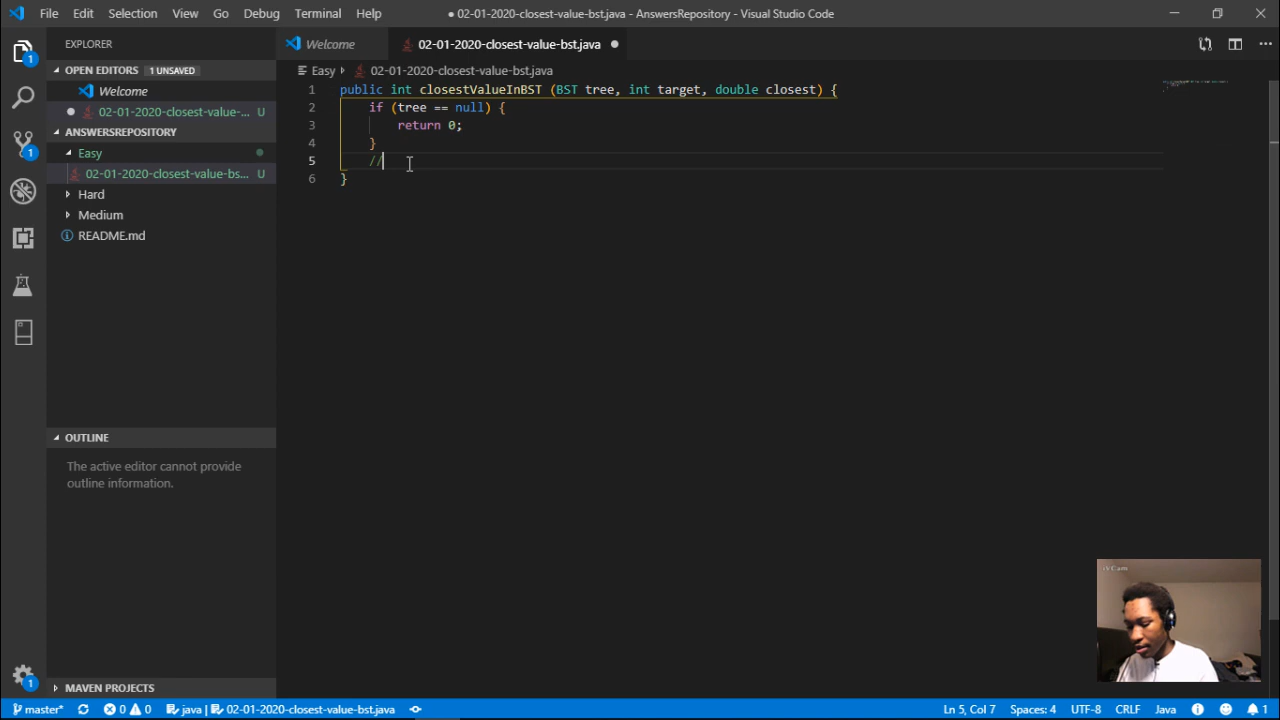 File Edit Selection View Go Debug Terminal Help
● 02-01-2020-closest-value-bst.java - AnswersRepository - Visual Studio Code
EXPLORER
OPEN EDITORS 1 UNSAVED
Welcome
02-01-2020-closest-value-... U
ANSWERSREPOSITORY
Easy
02-01-2020-closest-value-bs... U
Hard
Medium
README.md
OUTLINE
The active editor cannot provide
outline information.
MAVEN PROJECTS
Welcome
02-01-2020-closest-value-bst.java
Easy 02-01-2020-closest-value-bst.java
1 public int closestValueInBST (BST tree, int target, double closest) {
2 if (tree == null) {
3 return 0;
4 }
5 //
6 }
iVCam
1
1
1
master* 0 0 java | 02-01-2020-closest-value-bst.java
Ln 5, Col 7 Spaces: 4 UTF-8 CRLF Java 1